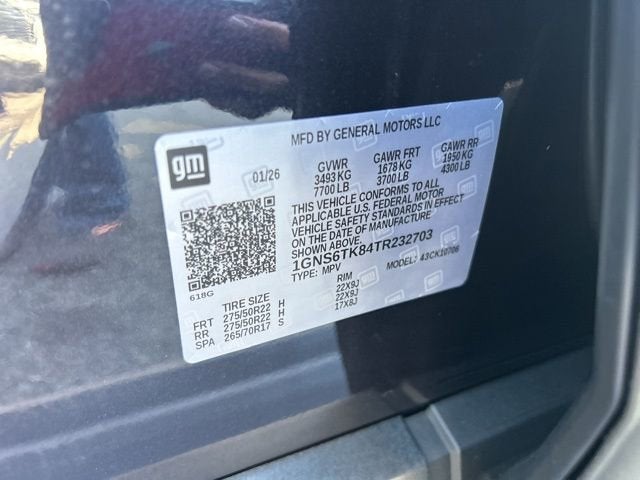 MFD BY GENERAL MOTORS LLC
gm
01/26
GVWR GAWR FRT GAWR RR
3493 KG 1678 KG 1950 KG
7700 LB 3700 LB 4300 LB
THIS VEHICLE CONFORMS TO ALL
APPLICABLE U.S. FEDERAL MOTOR
VEHICLE SAFETY STANDARDS IN EFFECT
ON THE DATE OF MANUFACTURE
SHOWN ABOVE.
1GNS6TK84TR232703
TYPE: MPV MODEL: 43CK10706
618G
TIRE SIZE RIM
FRT 275/50R22 H 22X9J
RR 275/50R22 H 22X9J
SPA 265/70R17 S 17X8J